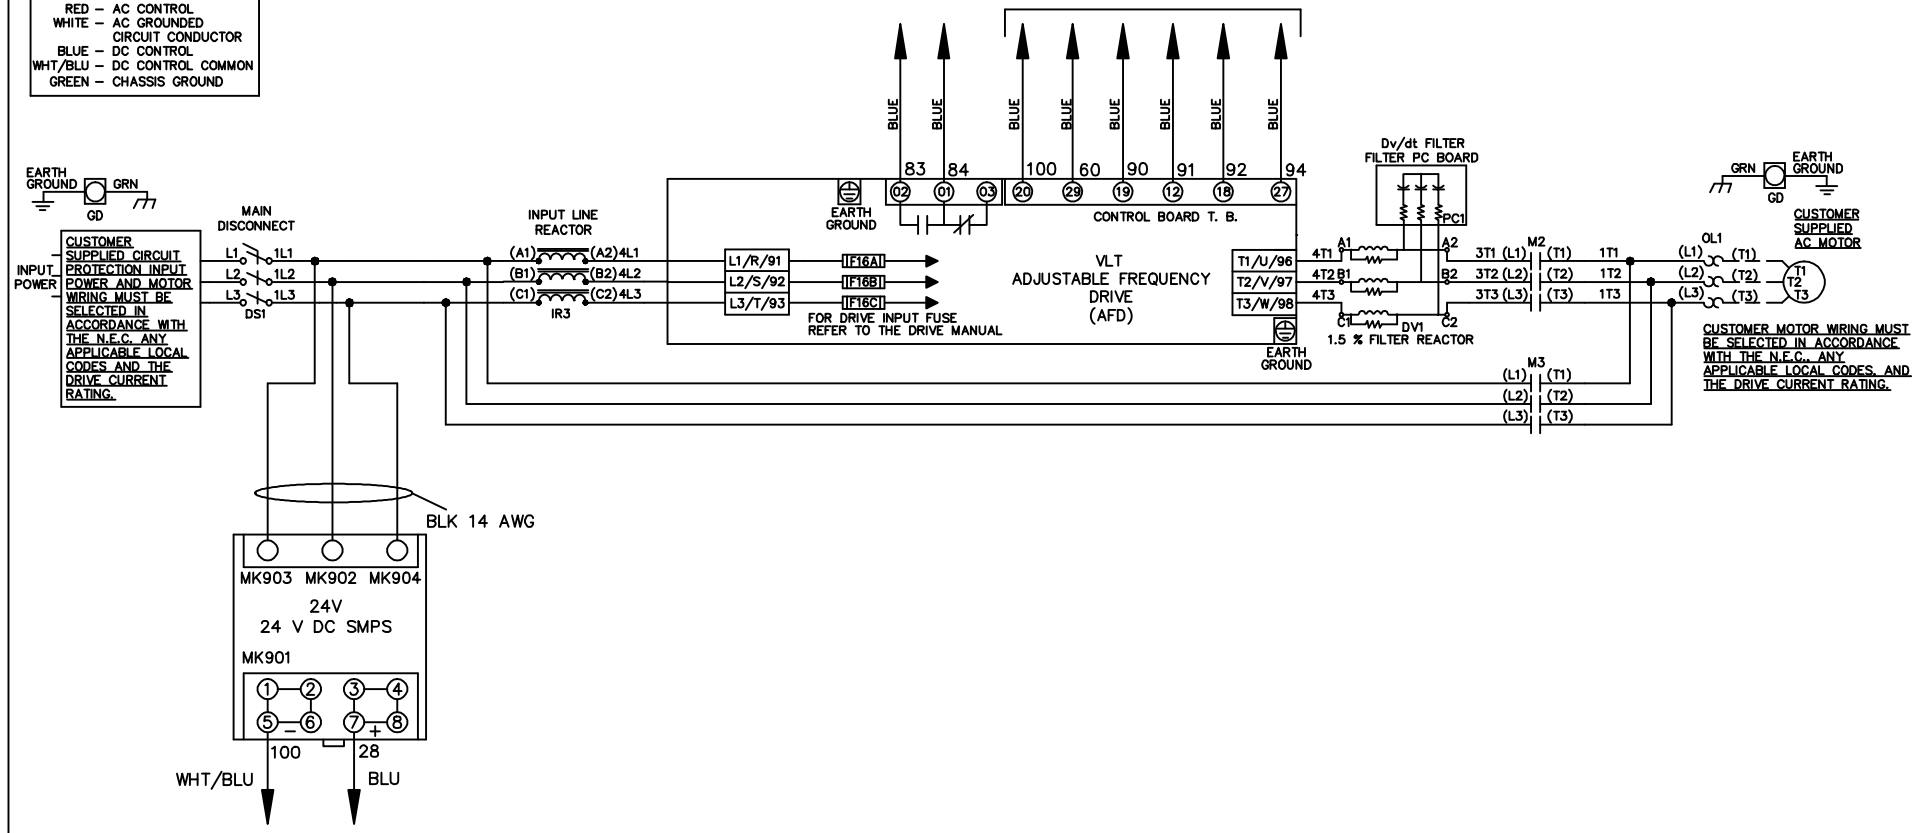 RED – AC CONTROL
WHITE – AC GROUNDED
CIRCUIT CONDUCTOR
BLUE – DC CONTROL
WHT/BLU – DC CONTROL COMMON
GREEN – CHASSIS GROUND
BLUE
BLUE
BLUE
BLUE
BLUE
BLUE
BLUE
BLUE
83
84
100
60
90
91
92
94
02
01
03
20
29
19
12
18
27
EARTH
GROUND
CONTROL BOARD T. B.
EARTH
GROUND
GRN
GD
MAIN
DISCONNECT
INPUT LINE
REACTOR
Dv/dt FILTER
FILTER PC BOARD
PC1
GRN
EARTH
GROUND
GD
CUSTOMER
SUPPLIED
AC MOTOR
INPUT
POWER
CUSTOMER
SUPPLIED CIRCUIT
PROTECTION INPUT
POWER AND MOTOR
WIRING MUST BE
SELECTED IN
ACCORDANCE WITH
THE N.E.C. ANY
APPLICABLE LOCAL
CODES AND THE
DRIVE CURRENT
RATING.
L1 1L1
L2 1L2
L3 1L3
DS1
(A1) (A2) 4L1
(B1) (B2) 4L2
(C1) (C2) 4L3
IR3
L1/R/91
L2/S/92
L3/T/93
F16A
F16B
F16C
FOR DRIVE INPUT FUSE
REFER TO THE DRIVE MANUAL
VLT
ADJUSTABLE FREQUENCY
DRIVE
(AFD)
T1/U/96
T2/V/97
T3/W/98
EARTH
GROUND
4T1 A1 A2
4T2 B1 B2
4T3 C1 C2
DV1
1.5 % FILTER REACTOR
M2
3T1 (L1) (T1) 1T1
3T2 (L2) (T2) 1T2
3T3 (L3) (T3) 1T3
OL1
(L1) (T1)
(L2) (T2)
(L3) (T3)
T1
T2
T3
M3
(L1) (T1)
(L2) (T2)
(L3) (T3)
CUSTOMER MOTOR WIRING MUST
BE SELECTED IN ACCORDANCE
WITH THE N.E.C., ANY
APPLICABLE LOCAL CODES, AND
THE DRIVE CURRENT RATING.
BLK 14 AWG
MK903 MK902 MK904
24V
24 V DC SMPS
MK901
1 2 3 4
5 6 7 8
– +
100 28
WHT/BLU BLU